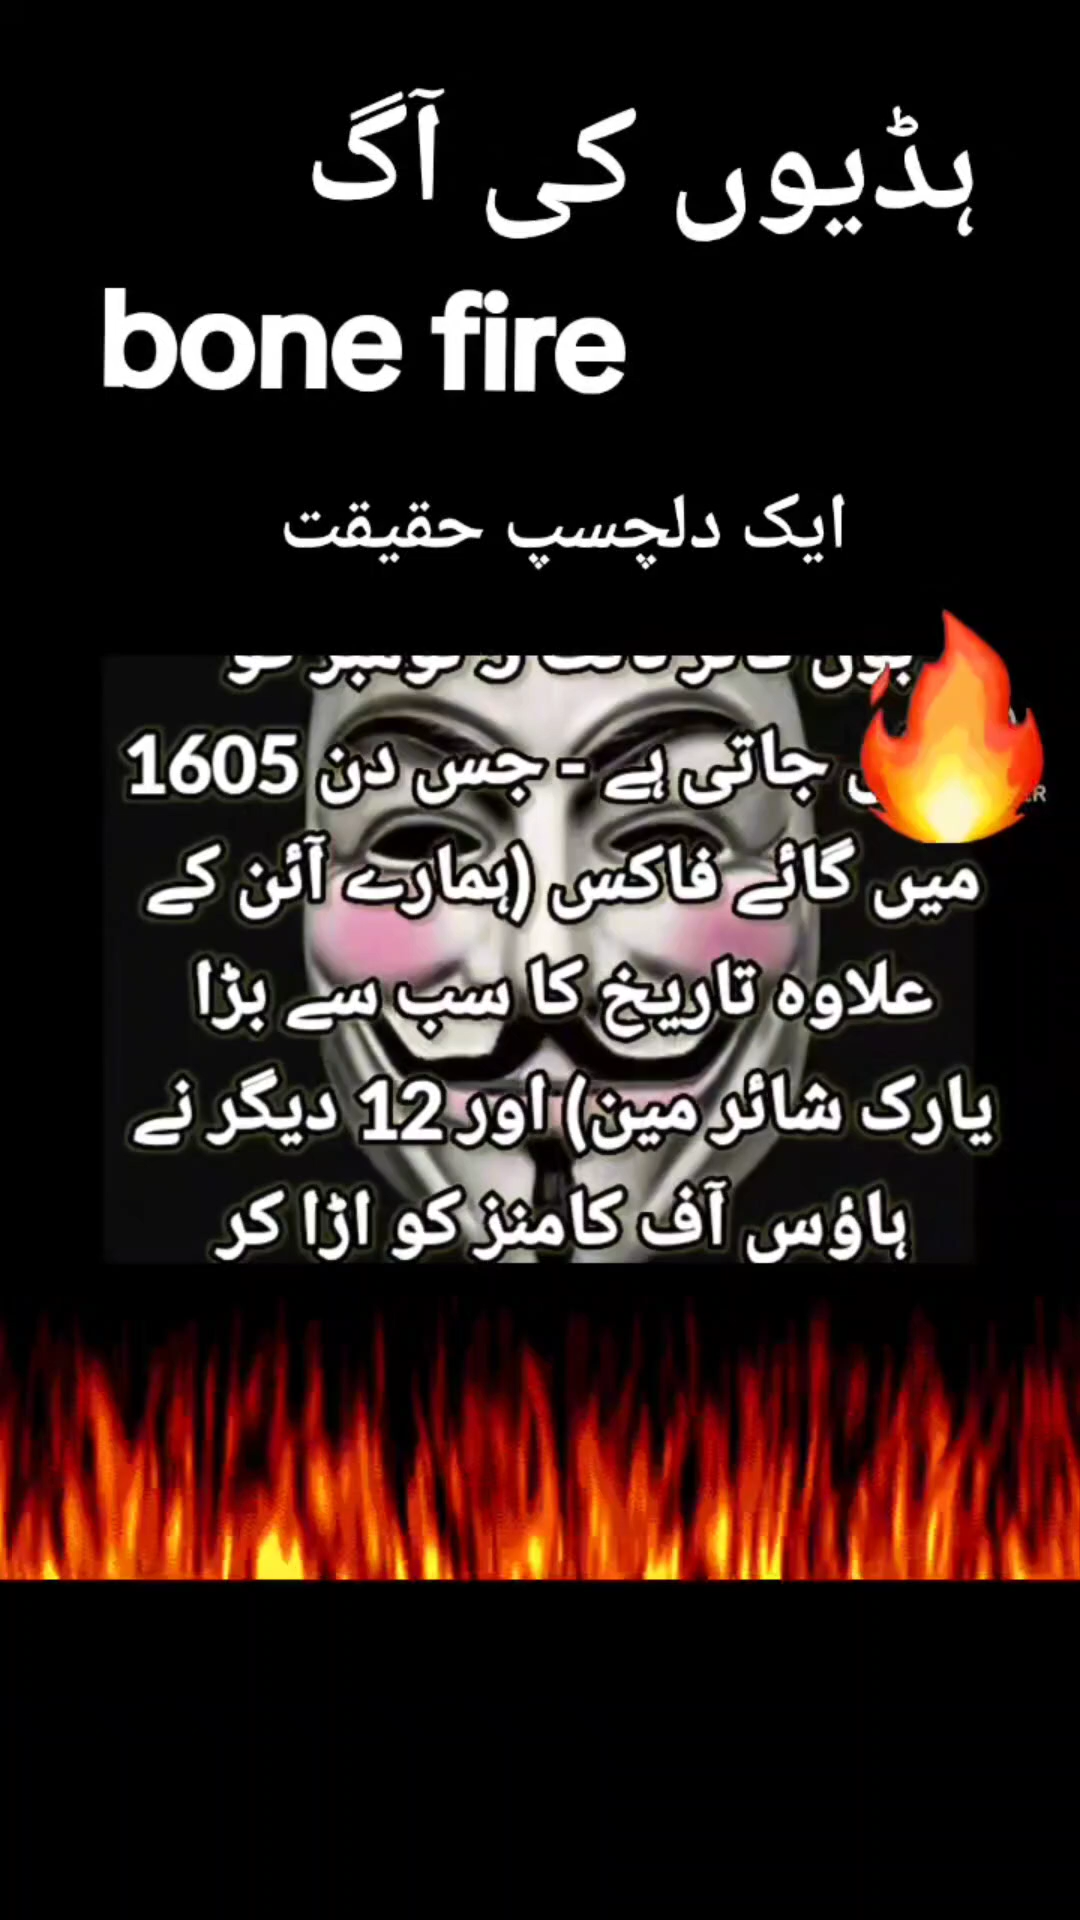 ہڈیوں کی آگ
bone fire
ایک دلچسپ حقیقت
جاتی ہے - جس دن 1605
میں گائے فاکس (ہمارے آئن کے
علاوہ تاریخ کا سب سے بڑا
یارک شائر مین) اور 12 دیگر نے
ہاؤس آف کامنز کو اڑا کر